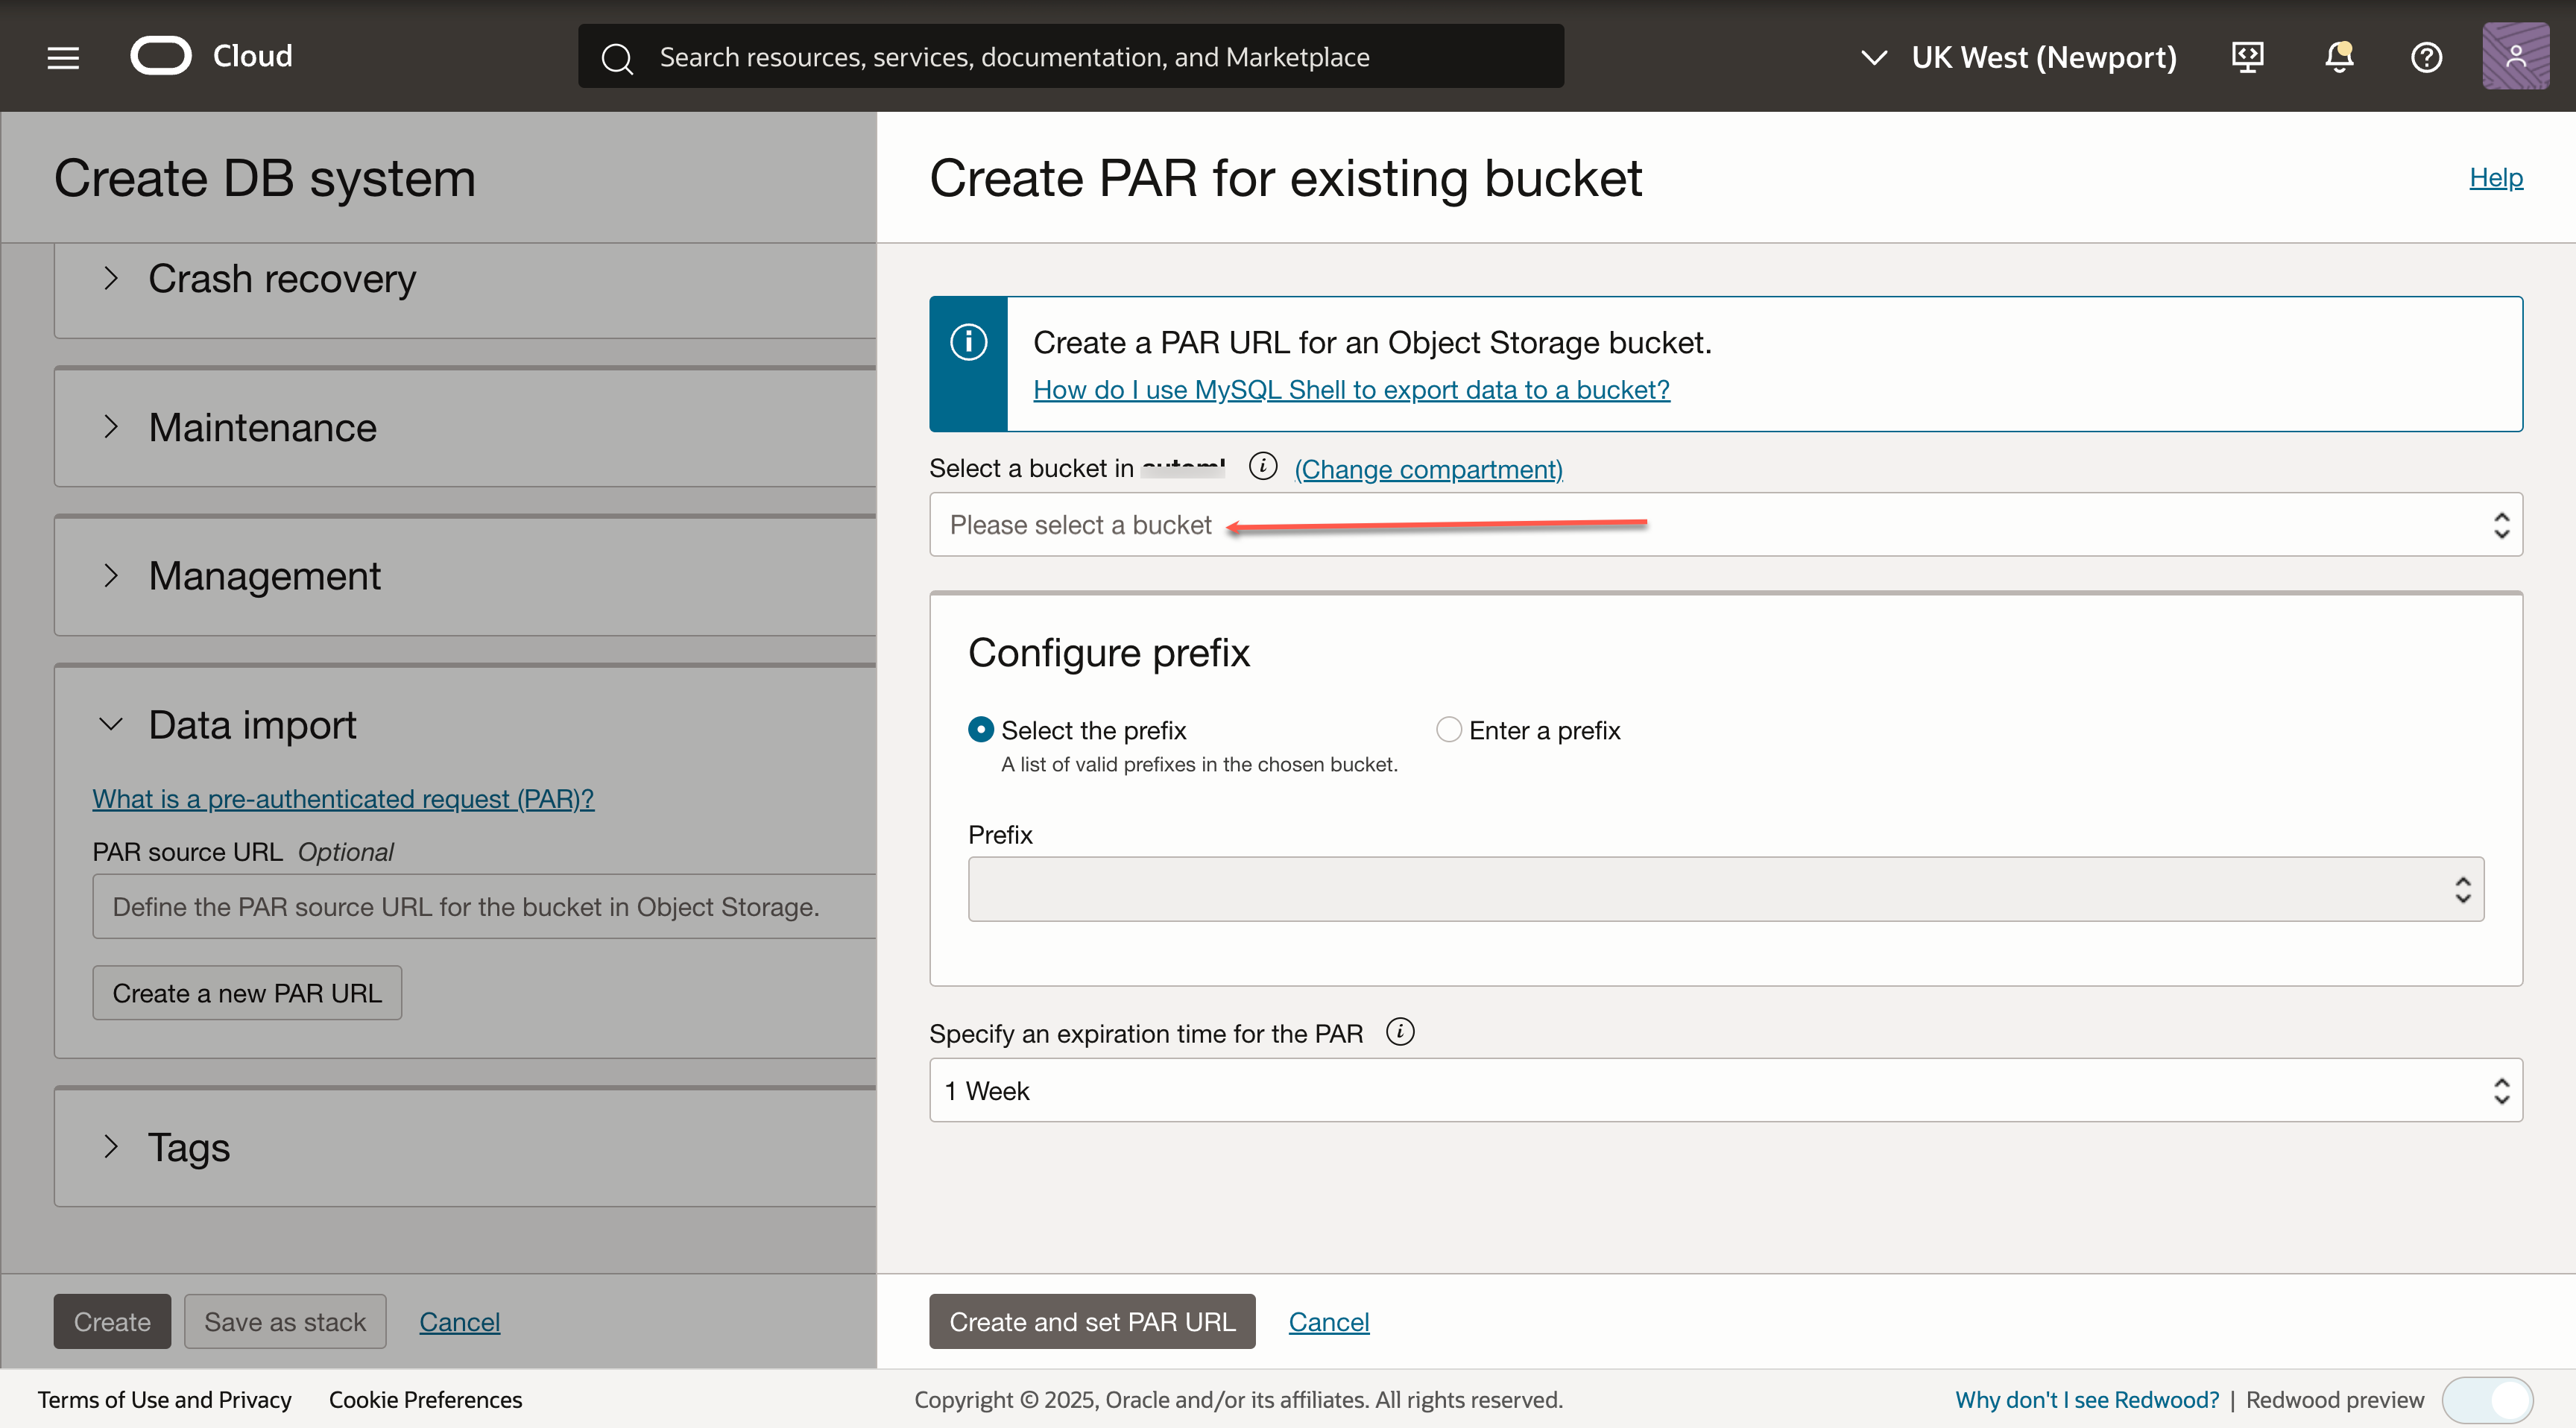 Cloud
Search resources, services, documentation, and Marketplace
UK West (Newport)
Create DB system
Crash recovery
Maintenance
Management
Data import
What is a pre-authenticated request (PAR)?
PAR source URL Optional
Define the PAR source URL for the bucket in Object Storage.
Create a new PAR URL
Tags
Create
Save as stack
Cancel
Create PAR for existing bucket
Help
Create a PAR URL for an Object Storage bucket.
How do I use MySQL Shell to export data to a bucket?
Select a bucket in (Change compartment)
Please select a bucket
Configure prefix
Select the prefix
Enter a prefix
A list of valid prefixes in the chosen bucket.
Prefix
Specify an expiration time for the PAR
1 Week
Create and set PAR URL
Cancel
Terms of Use and Privacy
Cookie Preferences
Copyright © 2025, Oracle and/or its affiliates. All rights reserved.
Why don't I see Redwood? | Redwood preview